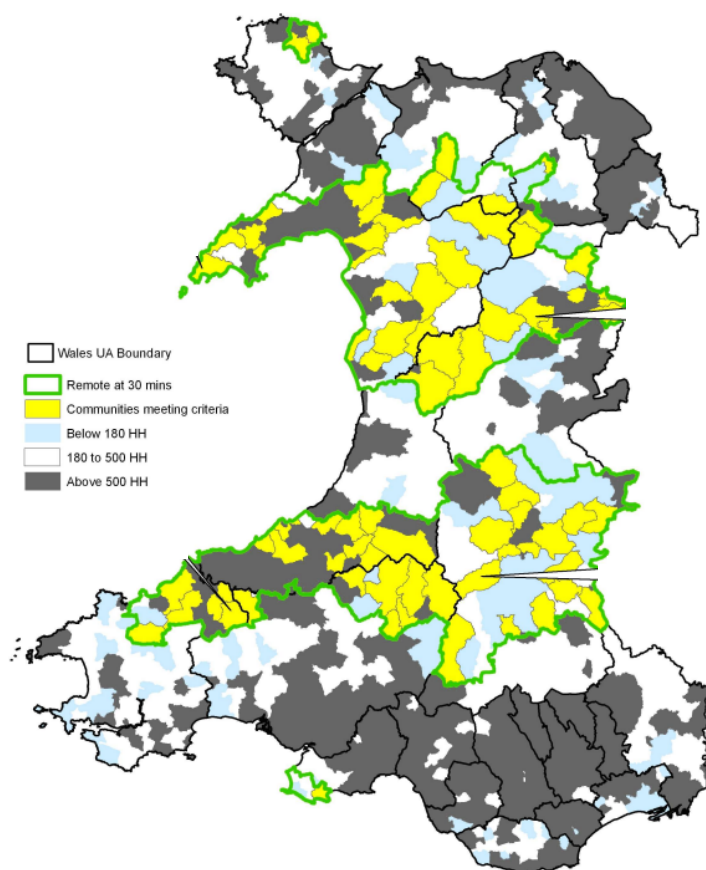 Wales UA Boundary
Remote at 30 mins
Communities meeting criteria
Below 180 HH
180 to 500 HH
Above 500 HH